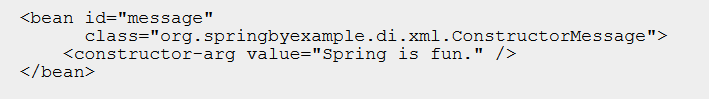 <bean id="message"
      class="org.springbyexample.di.xml.ConstructorMessage">
    <constructor-arg value="Spring is fun." />
</bean>